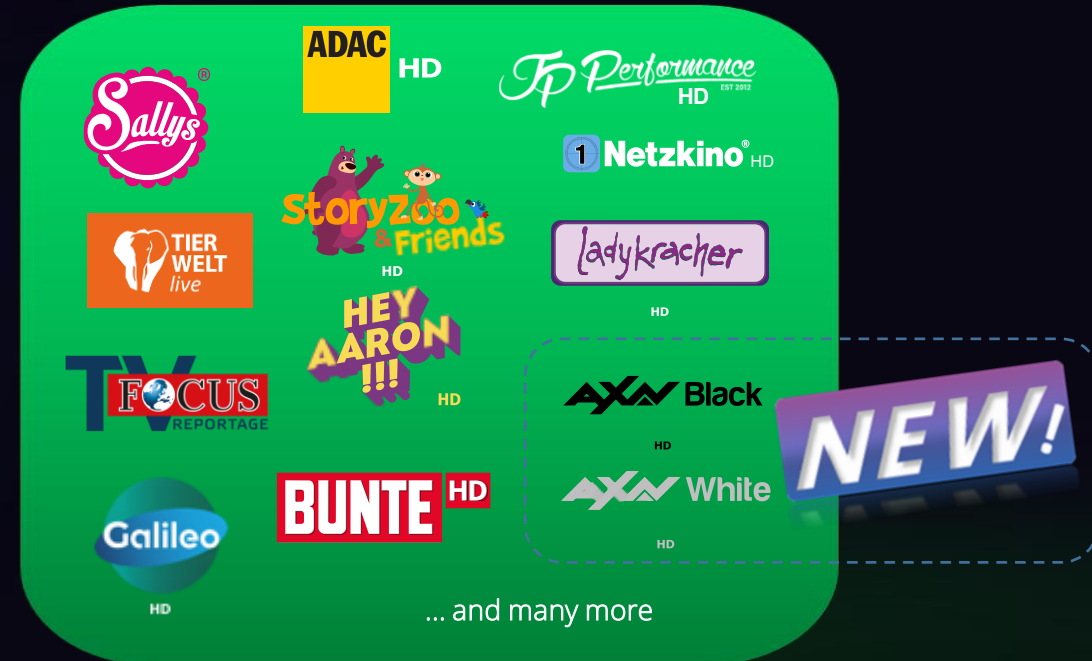 Sallys®
TIER
WELT
live
TV
FOCUS
REPORTAGE
Galileo
HD
ADAC
HD
StoryZoo
& Friends
HD
HEY
AARON
!!!
HD
BUNTE HD
JP Performance
EST 2012
HD
1 Netzkino® HD
ladykracher
HD
AXN Black
HD
AXN White
HD
NEW!
... and many more